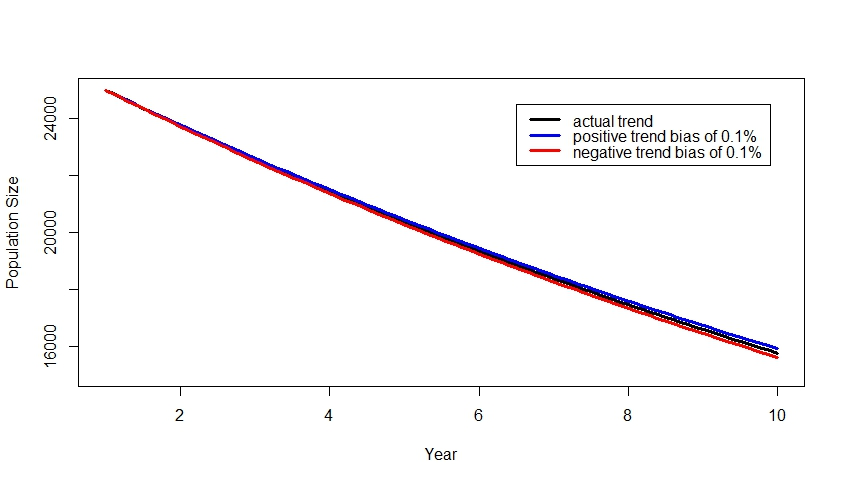 actual trend
positive trend bias of 0.1%
negative trend bias of 0.1%
24000
20000
16000
Population Size
2 4 6 8 10
Year